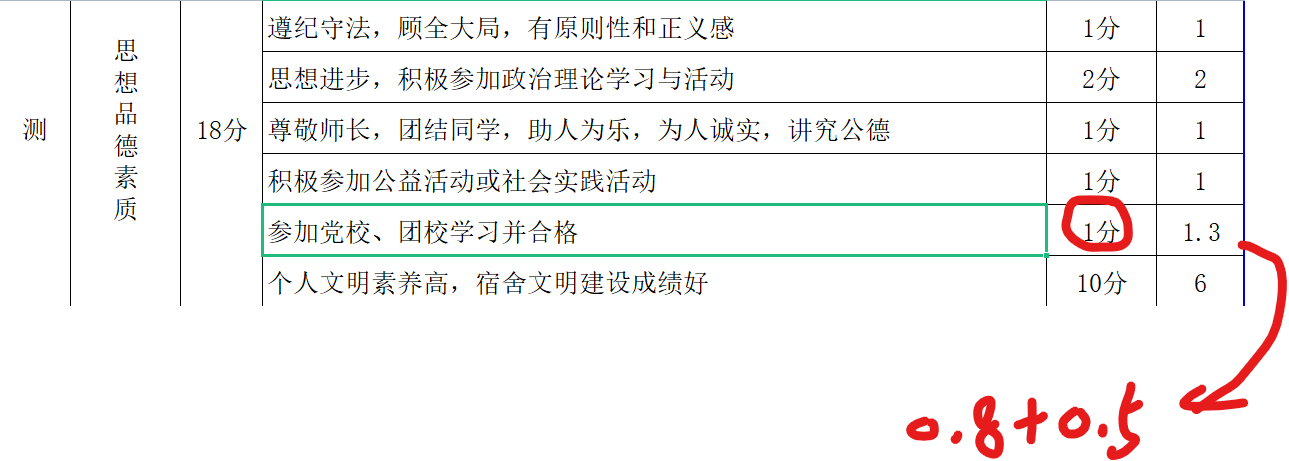 遵纪守法，顾全大局，有原则性和正义感 1分 1
思想进步，积极参加政治理论学习与活动 2分 2
测 思想品德素质 18分 尊敬师长，团结同学，助人为乐，为人诚实，讲究公德 1分 1
积极参加公益活动或社会实践活动 1分 1
参加党校、团校学习并合格 1分 1.3
个人文明素养高，宿舍文明建设成绩好 10分 6
0.8+0.5